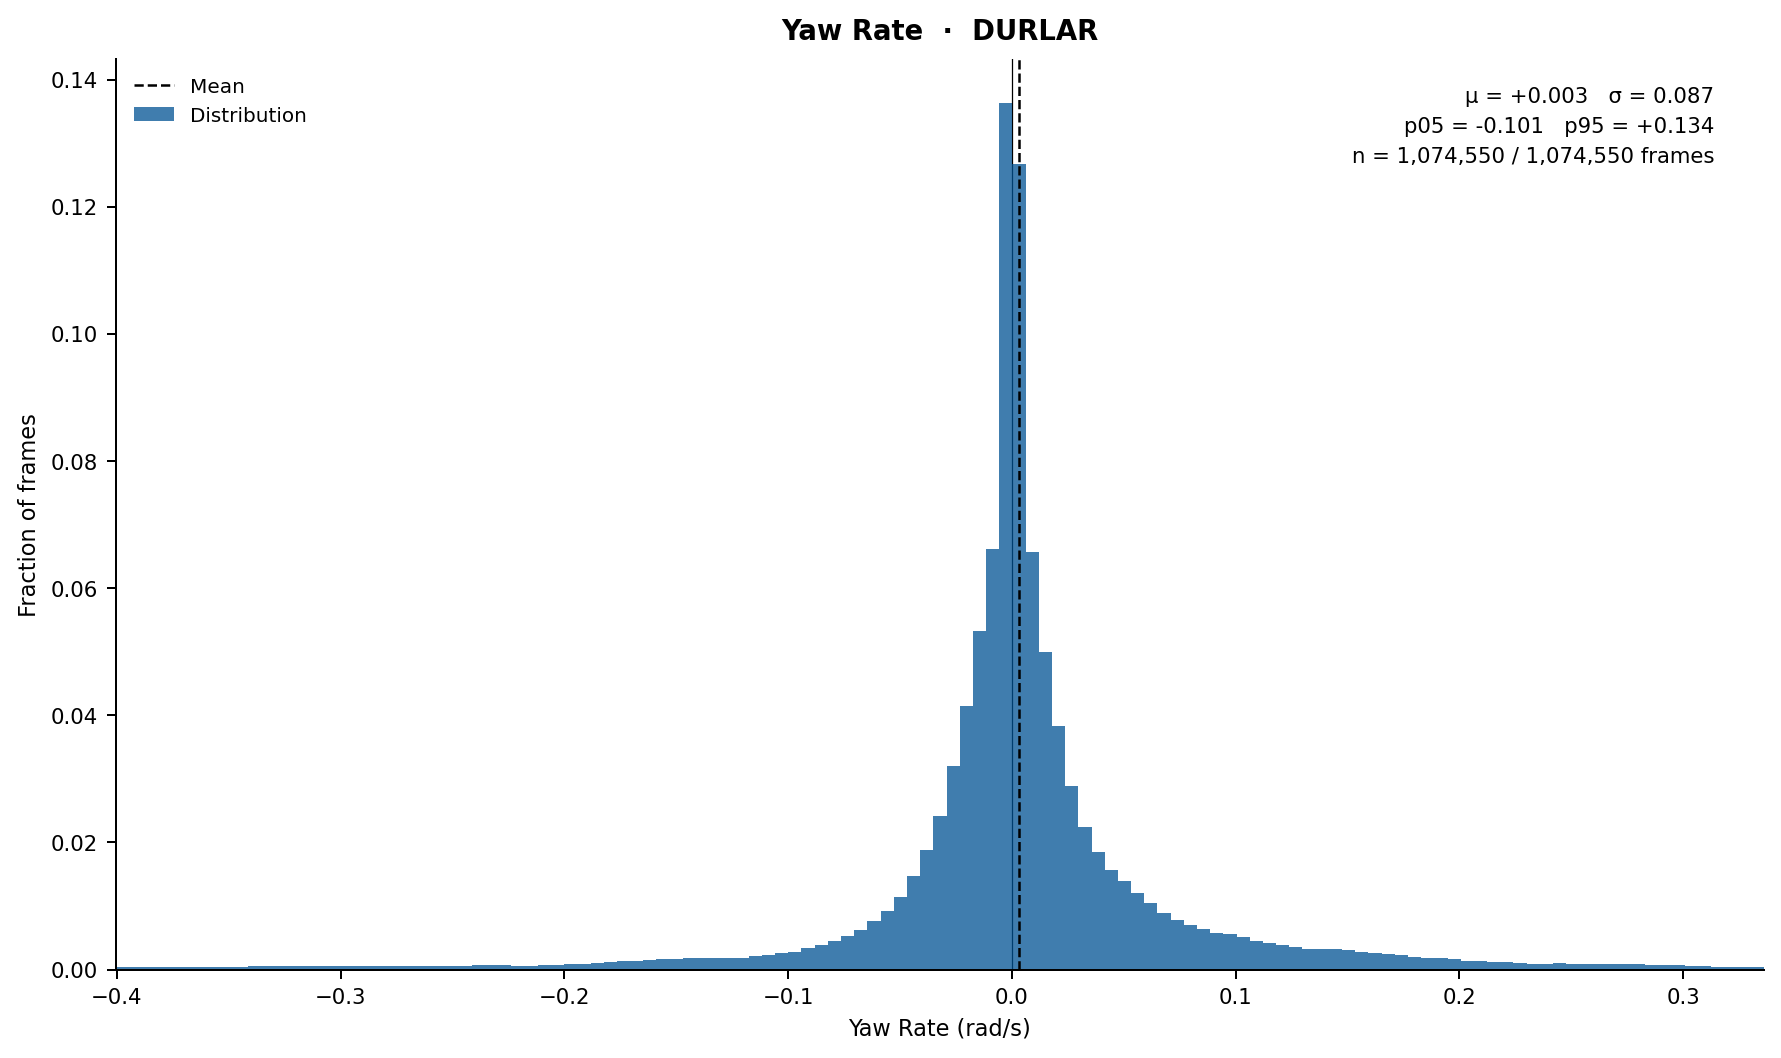 Yaw Rate · DURLAR
Mean
Distribution
μ = +0.003 σ = 0.087
p05 = -0.101 p95 = +0.134
n = 1,074,550 / 1,074,550 frames
Fraction of frames
0.14
0.12
0.10
0.08
0.06
0.04
0.02
0.00
−0.4 −0.3 −0.2 −0.1 0.0 0.1 0.2 0.3
Yaw Rate (rad/s)